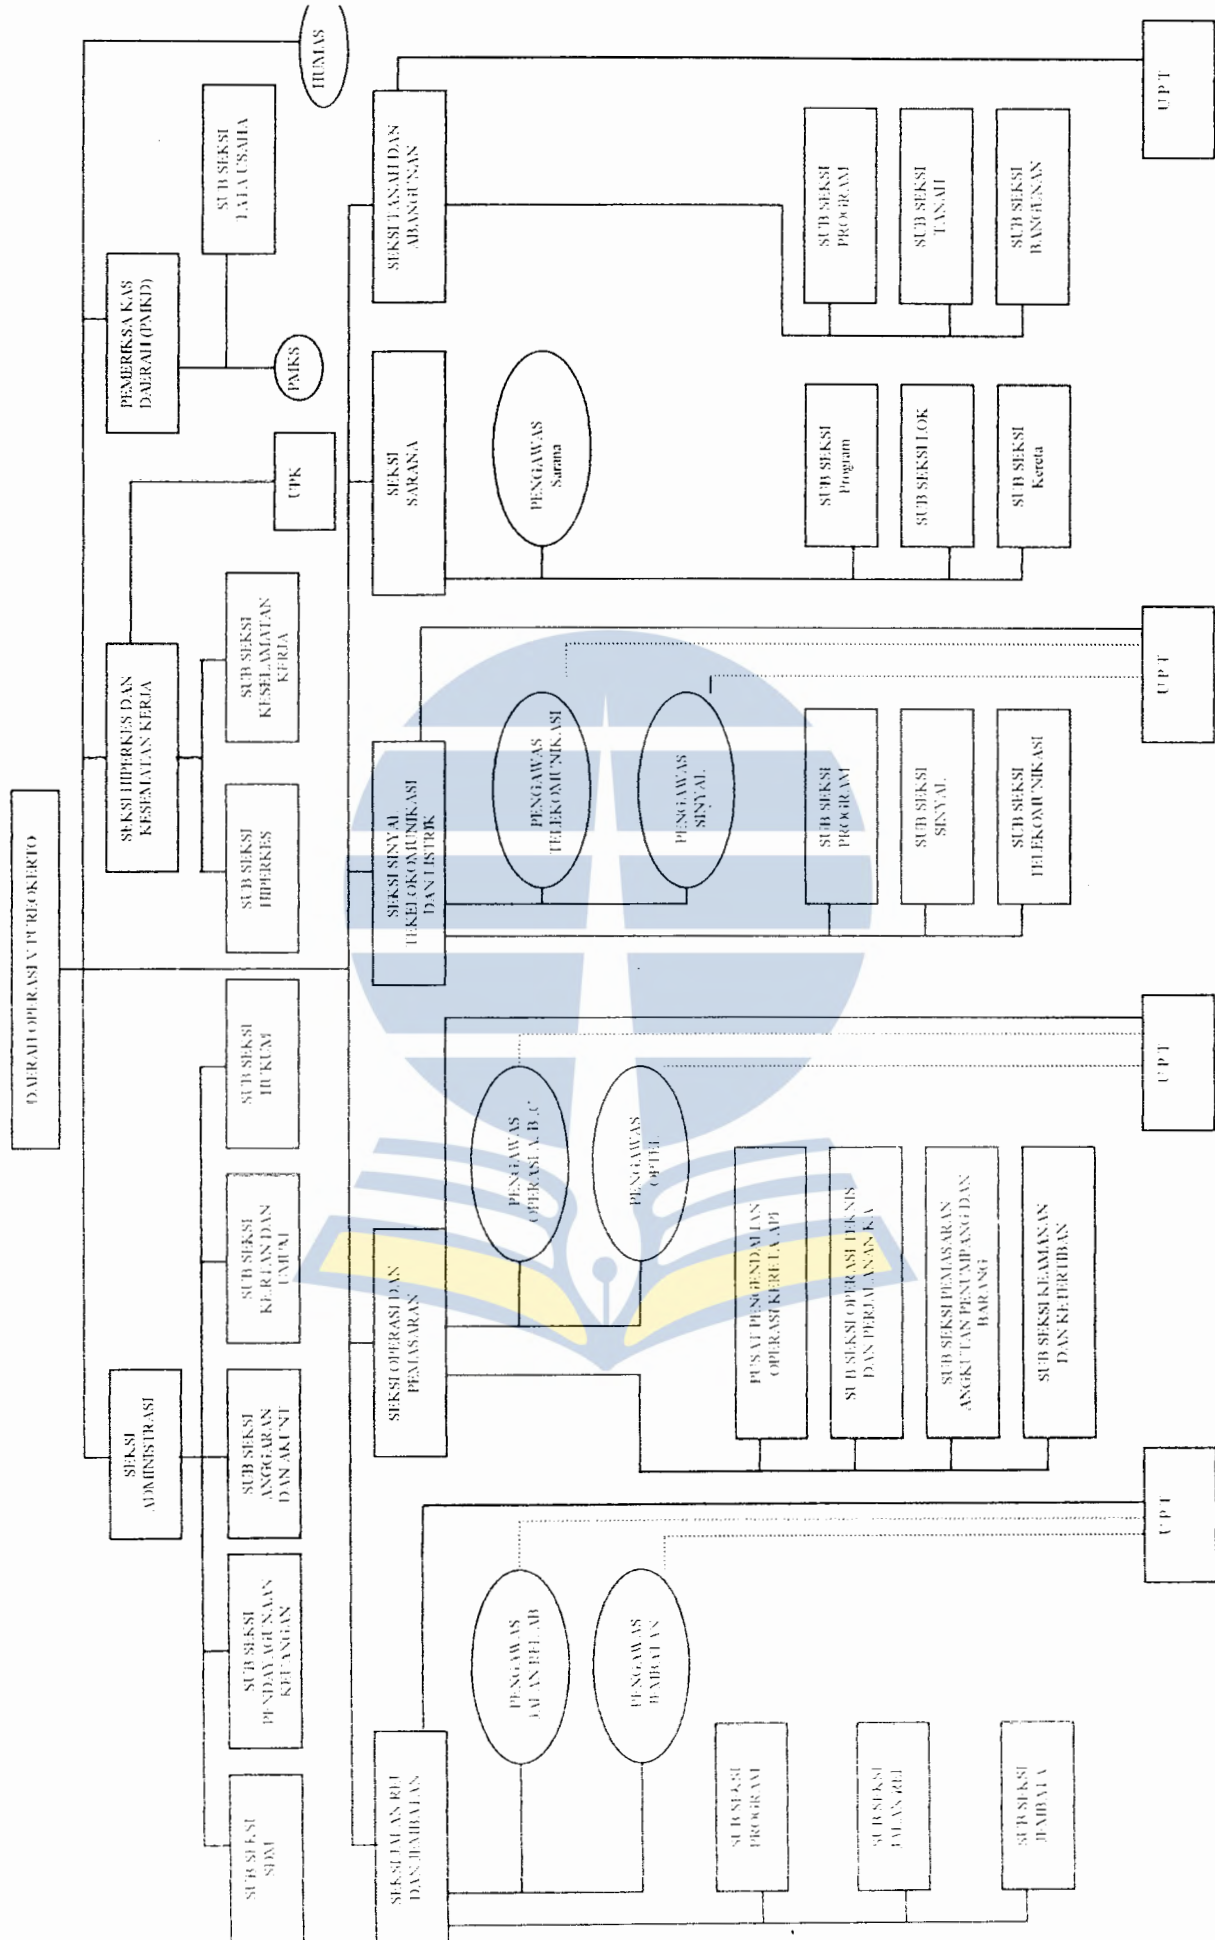 DAERAH OPERASI V PUREOKERTO
SEKSI
ADMINISTRASI
SEKSI HIPERKES DAN
KESEMATAN KERJA
PEMERIKSA KAS
DAERAH (PMKD)
HUMAS
SUB SEKSI
SDM
SUB SEKSI
PENDAYAGUNAAN
KEUANGAN
SUB SEKSI
ANGGARAN
DAN AKUNT
SUB SEKSI
KERTAN DAN
UMUM
SUB SEKSI
HUKUM
SUB SEKSI
HIPERKES
SUB SEKSI
KESELAMATAN
KERJA
UPK
PMKS
SUB SEKSI
TATA USAHA
SEKSI JALAN REL
DAN JEMBATAN
SEKSI OPERASI DAN
PEMASARAN
SEKSI SINYAL
TEKELOKOMUNIKASI
DAN LISTRIK
SEKSI
SARANA
SEKSI TANAH DAN
ABANGUNAN
PENGAWAS
JALAN REL AB
PENGAWAS
JEMBATAN
SUB SEKSI
PROGRAM
SUB SEKSI
JALAN REL
SUB SEKSI
JEMBATA
UPT
PENGAWAS
OPERASI A, B ,C
PENGAWAS
OPTEL
PUSAT PENGENDALIAN
OPERASI KERETA API
SUB SEKSI OPERASI TEKNIS
DAN PERJALANAN KA
SUB SEKSI PEMASARAN
ANGKUTAN PENUMPANG DAN
BARANG
SUB SEKSI KEAMANAN
DAN KETERTIBAN
UPT
PENGAWAS
TELEKOMUNIKASI
PENGAWAS
SINYAL
SUB SEKSI
PROGRAM
SUB SEKSI
SINYAL
SUB SEKSI
TELEKOMUNIKASI
UPT
PENGAWAS
Sarana
SUB SEKSI
Program
SUB SEKSI LOK
SUB SEKSI
Kereta
SUB SEKSI
PROGRAM
SUB SEKSI
TANAH
SUB SEKSI
BANGUNAN
UPT